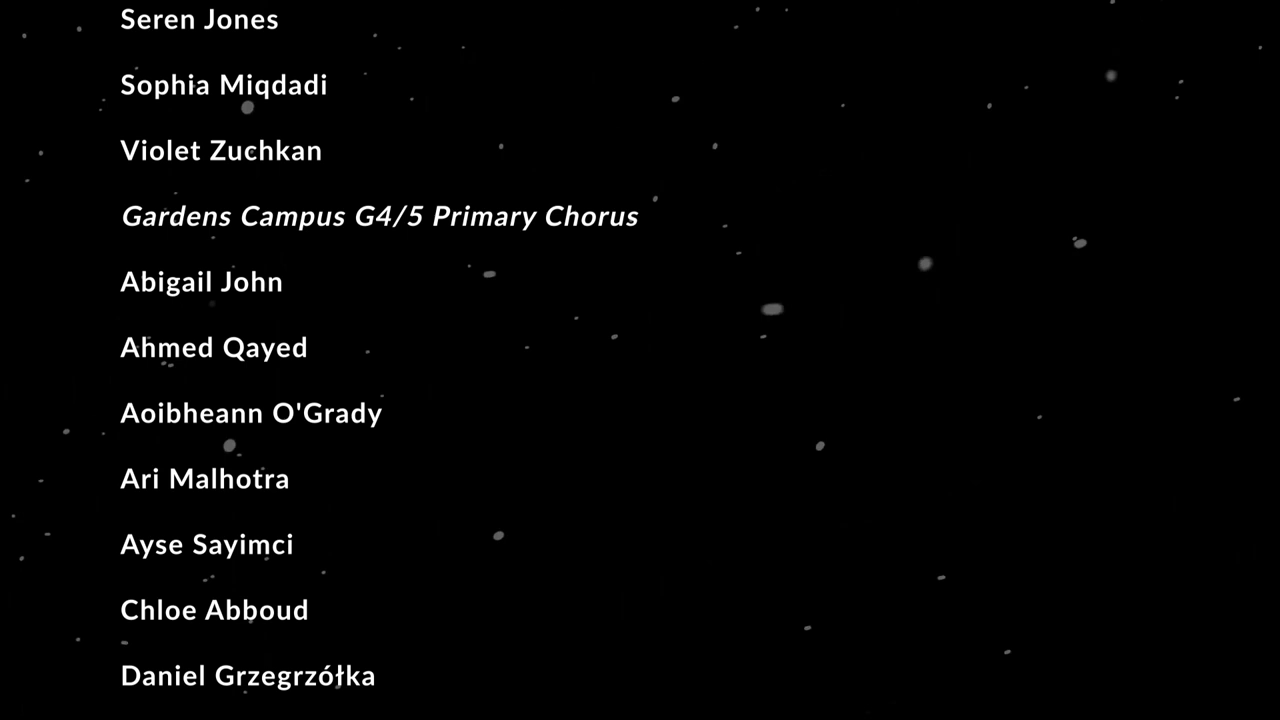 Seren Jones
Sophia Miqdadi
Violet Zuchkan
Gardens Campus G4/5 Primary Chorus
Abigail John
Ahmed Qayed
Aoibheann O'Grady
Ari Malhotra
Ayse Sayimci
Chloe Abboud
Daniel Grzegrzółka